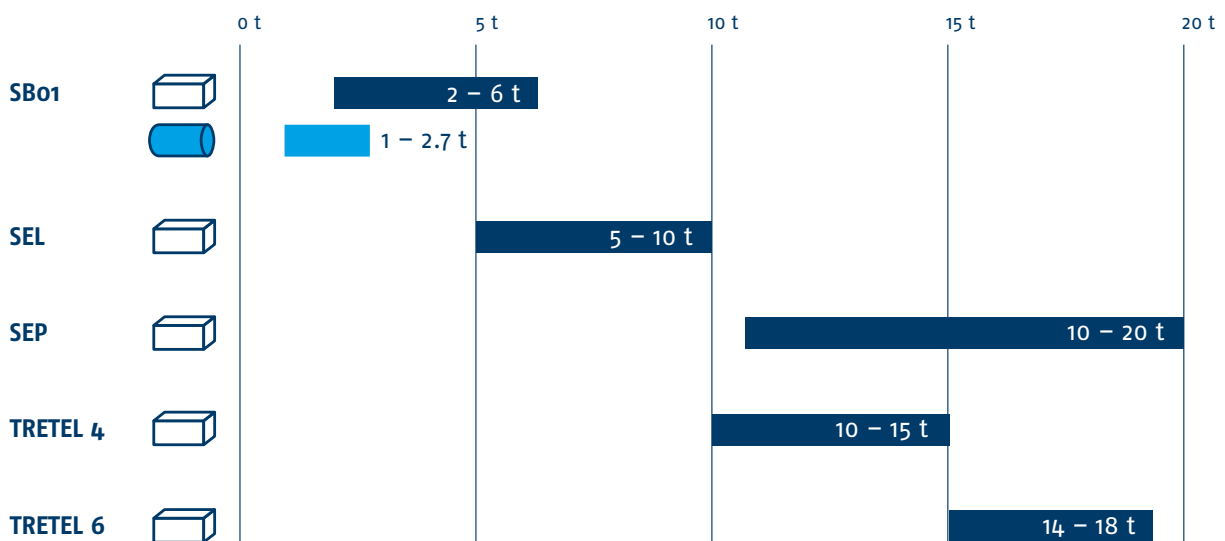 0 t 5 t 10 t 15 t 20 t
SB01 2 – 6 t
1 – 2.7 t
SEL 5 – 10 t
SEP 10 – 20 t
TRETEL 4 10 – 15 t
TRETEL 6 14 – 18 t